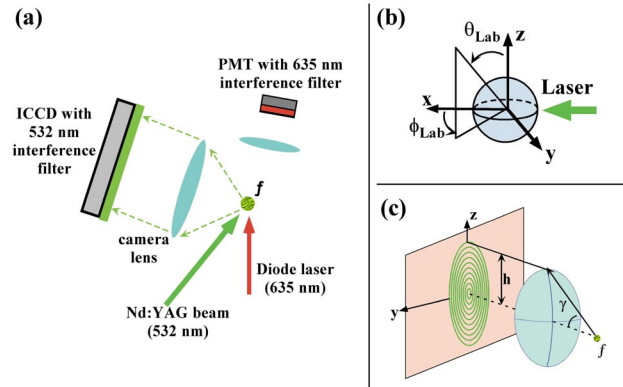 (a)
PMT with 635 nm
interference filter
ICCD with
532 nm
interference
filter
f
camera
lens
Diode laser
(635 nm)
Nd:YAG beam
(532 nm)
(b)
z
θLab
Laser
x
ϕLab
y
(c)
z
h
y
γ
f